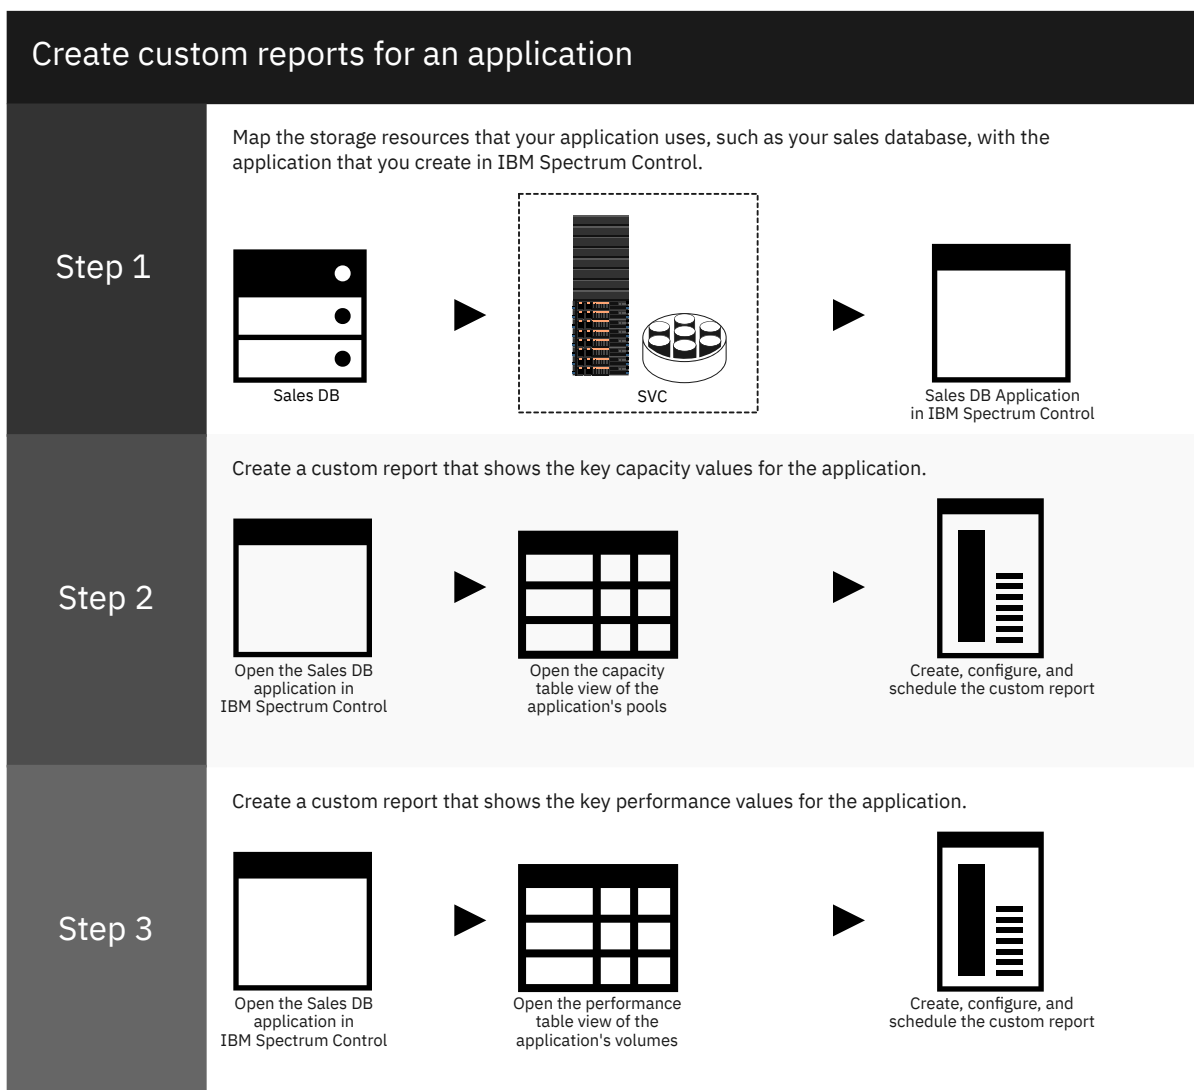 Create custom reports for an application
Step 1
Map the storage resources that your application uses, such as your sales database, with the
application that you create in IBM Spectrum Control.
Sales DB
SVC
Sales DB Application
in IBM Spectrum Control
Step 2
Create a custom report that shows the key capacity values for the application.
Open the Sales DB
application in
IBM Spectrum Control
Open the capacity
table view of the
application's pools
Create, configure, and
schedule the custom report
Step 3
Create a custom report that shows the key performance values for the application.
Open the Sales DB
application in
IBM Spectrum Control
Open the performance
table view of the
application's volumes
Create, configure, and
schedule the custom report